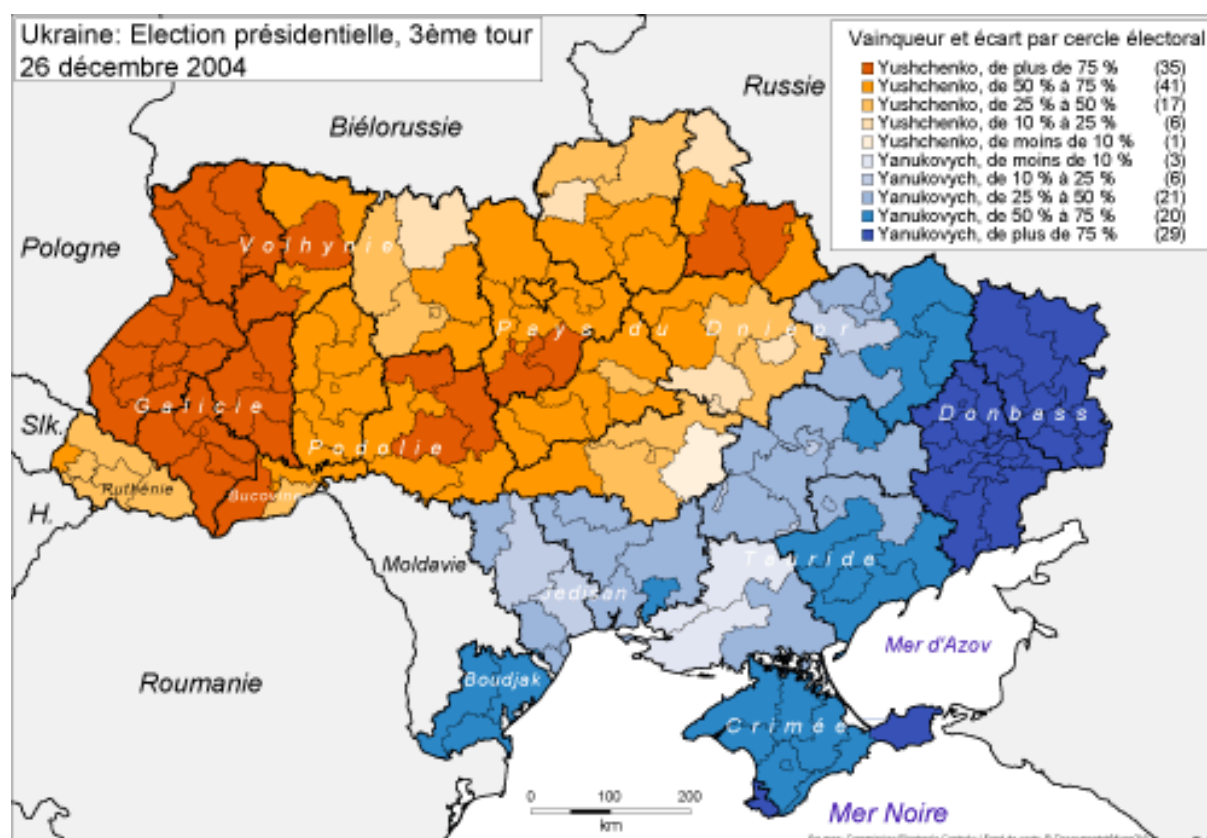 Ukraine: Election présidentielle, 3ème tour
26 décembre 2004
Vainqueur et écart par cercle électoral
Yushchenko, de plus de 75 % (35)
Yushchenko, de 50 % à 75 % (41)
Yushchenko, de 25 % à 50 % (17)
Yushchenko, de 10 % à 25 % (6)
Yushchenko, de moins de 10 % (1)
Yanukovych, de moins de 10 % (3)
Yanukovych, de 10 % à 25 % (6)
Yanukovych, de 25 % à 50 % (21)
Yanukovych, de 50 % à 75 % (20)
Yanukovych, de plus de 75 % (29)
Russie
Biélorussie
Pologne
Volhynie
Pays du Dniepr
Galicie
Donbass
Slk.
Podolie
Ruthénie
Bucovine
H.
Moldavie
Tauride
Jedisan
Mer d'Azov
Roumanie
Boudjak
Crimée
0 100 200
km
Mer Noire